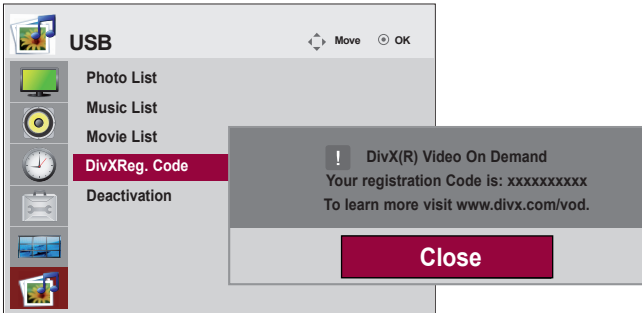 USB
Move
OK
Photo List
Music List
Movie List
DivXReg. Code
Deactivation
! DivX(R) Video On Demand
Your registration Code is: xxxxxxxxxx
To learn more visit www.divx.com/vod.
Close